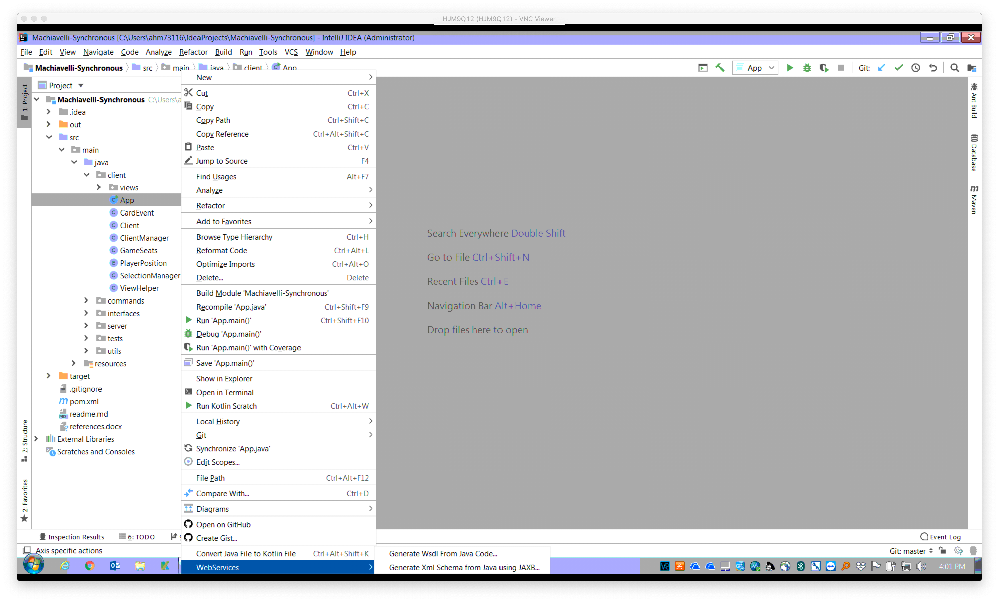 HJM9Q12 (HJM9Q12) - VNC Viewer
Machiavelli-Synchronous [C:\Users\ahm73116\IdeaProjects\Machiavelli-Synchronous] - IntelliJ IDEA (Administrator)
File Edit View Navigate Code Analyze Refactor Build Run Tools VCS Window Help
Machiavelli-Synchronous src main java client App
App
Git:
1: Project
Project
Machiavelli-Synchronous C:\Users\a
.idea
out
src
main
java
client
views
App
CardEvent
Client
ClientManager
GameSeats
PlayerPosition
SelectionManager
ViewHelper
commands
interfaces
server
tests
utils
resources
target
.gitignore
pom.xml
readme.md
references.docx
External Libraries
Scratches and Consoles
7: Structure
2: Favorites
New
Cut Ctrl+X
Copy Ctrl+C
Copy Path Ctrl+Shift+C
Copy Reference Ctrl+Alt+Shift+C
Paste Ctrl+V
Jump to Source F4
Find Usages Alt+F7
Analyze
Refactor
Add to Favorites
Browse Type Hierarchy Ctrl+H
Reformat Code Ctrl+Alt+L
Optimize Imports Ctrl+Alt+O
Delete... Delete
Build Module 'Machiavelli-Synchronous'
Recompile 'App.java' Ctrl+Shift+F9
Run 'App.main()' Ctrl+Shift+F10
Debug 'App.main()'
Run 'App.main()' with Coverage
Save 'App.main()'
Show in Explorer
Open in Terminal
Run Kotlin Scratch Ctrl+Alt+W
Local History
Git
Synchronize 'App.java'
Edit Scopes...
File Path Ctrl+Alt+F12
Compare With... Ctrl+D
Diagrams
Open on GitHub
Create Gist...
Convert Java File to Kotlin File Ctrl+Alt+Shift+K
WebServices
Generate Wsdl From Java Code...
Generate Xml Schema from Java using JAXB...
Search Everywhere Double Shift
Go to File Ctrl+Shift+N
Recent Files Ctrl+E
Navigation Bar Alt+Home
Drop files here to open
Ant Build
Database
Maven
Inspection Results 6: TODO
Event Log
Axis specific actions
Git: master
4:01 PM